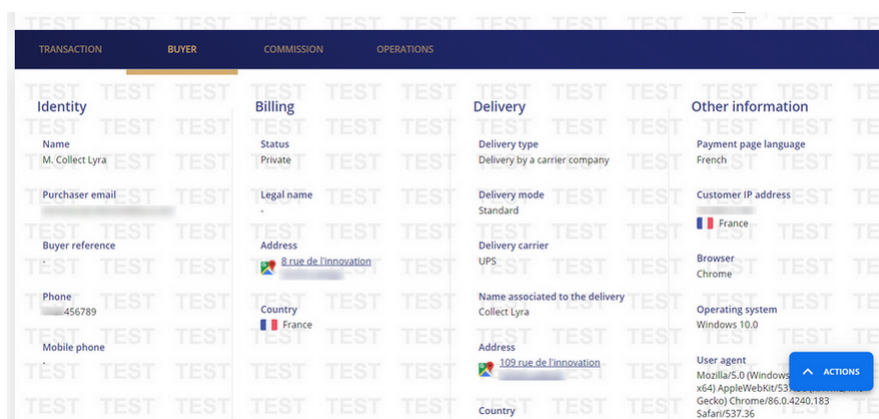 TRANSACTION
BUYER
COMMISSION
OPERATIONS
Identity
Name
M. Collect Lyra
Purchaser email
Buyer reference
-
Phone
456789
Mobile phone
-
Billing
Status
Private
Legal name
-
Address
8 rue de l'innovation
Country
France
Delivery
Delivery type
Delivery by a carrier company
Delivery mode
Standard
Delivery carrier
UPS
Name associated to the delivery
Collect Lyra
Address
109 rue de l'innovation
Country
Other information
Payment page language
French
Customer IP address
France
Browser
Chrome
Operating system
Windows 10.0
User agent
Mozilla/5.0 (Windows
x64) AppleWebKit/537
Gecko) Chrome/86.0.4240.183
Safari/537.36
ACTIONS
TEST